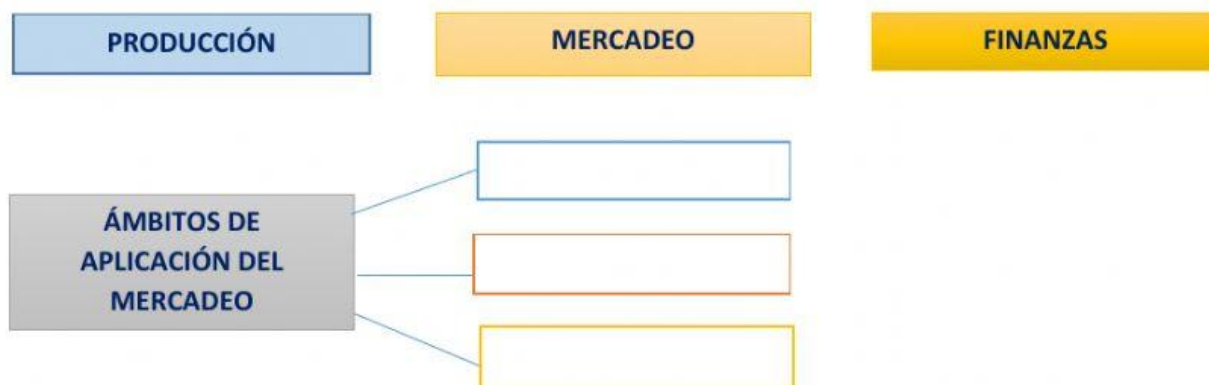 PRODUCCIÓN
MERCADEO
FINANZAS
ÁMBITOS DE
APLICACIÓN DEL
MERCADEO